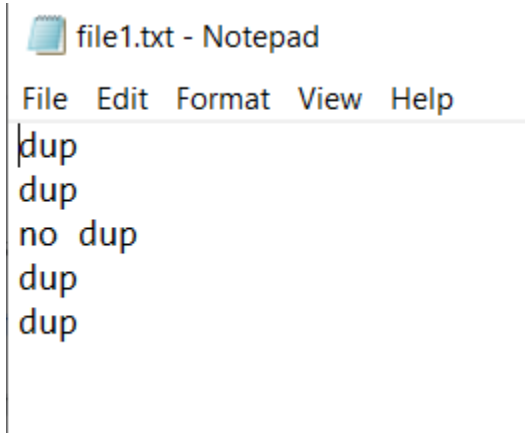 file1.txt - Notepad
File Edit Format View Help
dup
dup
no dup
dup
dup